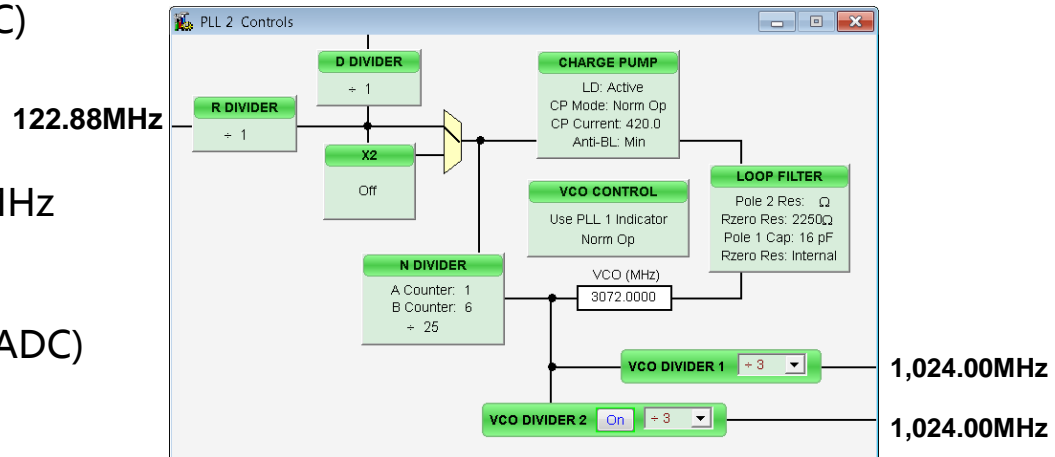 C)
PLL 2 Controls
D DIVIDER
÷ 1
CHARGE PUMP
LD: Active
CP Mode: Norm Op
CP Current: 420.0
Anti-BL: Min
122.88MHz
R DIVIDER
÷ 1
X2
Off
LOOP FILTER
Pole 2 Res: Ω
Rzero Res: 2250Ω
Pole 1 Cap: 16 pF
Rzero Res: Internal
VCO CONTROL
Use PLL 1 Indicator
Norm Op
MHz
N DIVIDER
A Counter: 1
B Counter: 6
÷ 25
VCO (MHz)
3072.0000
ADC)
VCO DIVIDER 1 ÷ 3
1,024.00MHz
VCO DIVIDER 2 On ÷ 3
1,024.00MHz